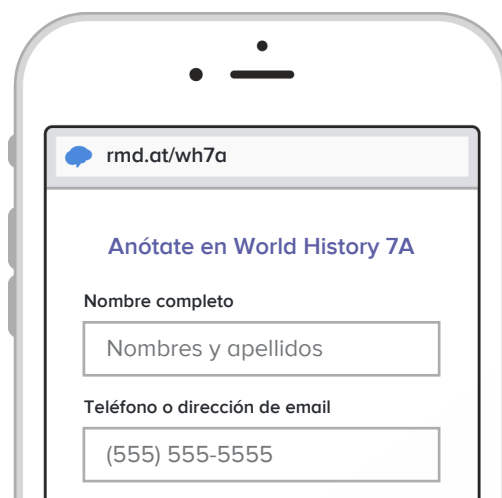 rmd.at/wh7a
Anótate en World History 7A
Nombre completo
Nombres y apellidos
Teléfono o dirección de email
(555) 555-5555